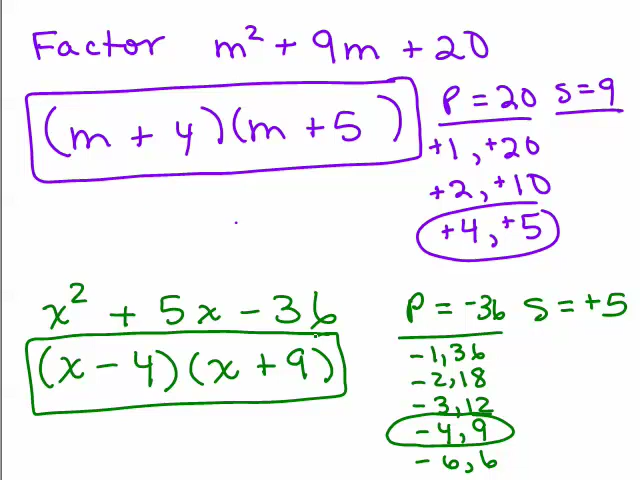 Factor m² + 9m + 20
(m + 4)(m + 5)
P = 20 S = 9
+1, +20
+2, +10
+4, +5
x² + 5x - 36
(x - 4)(x + 9)
P = -36 S = +5
-1, 36
-2, 18
-3, 12
-4, 9
-6, 6